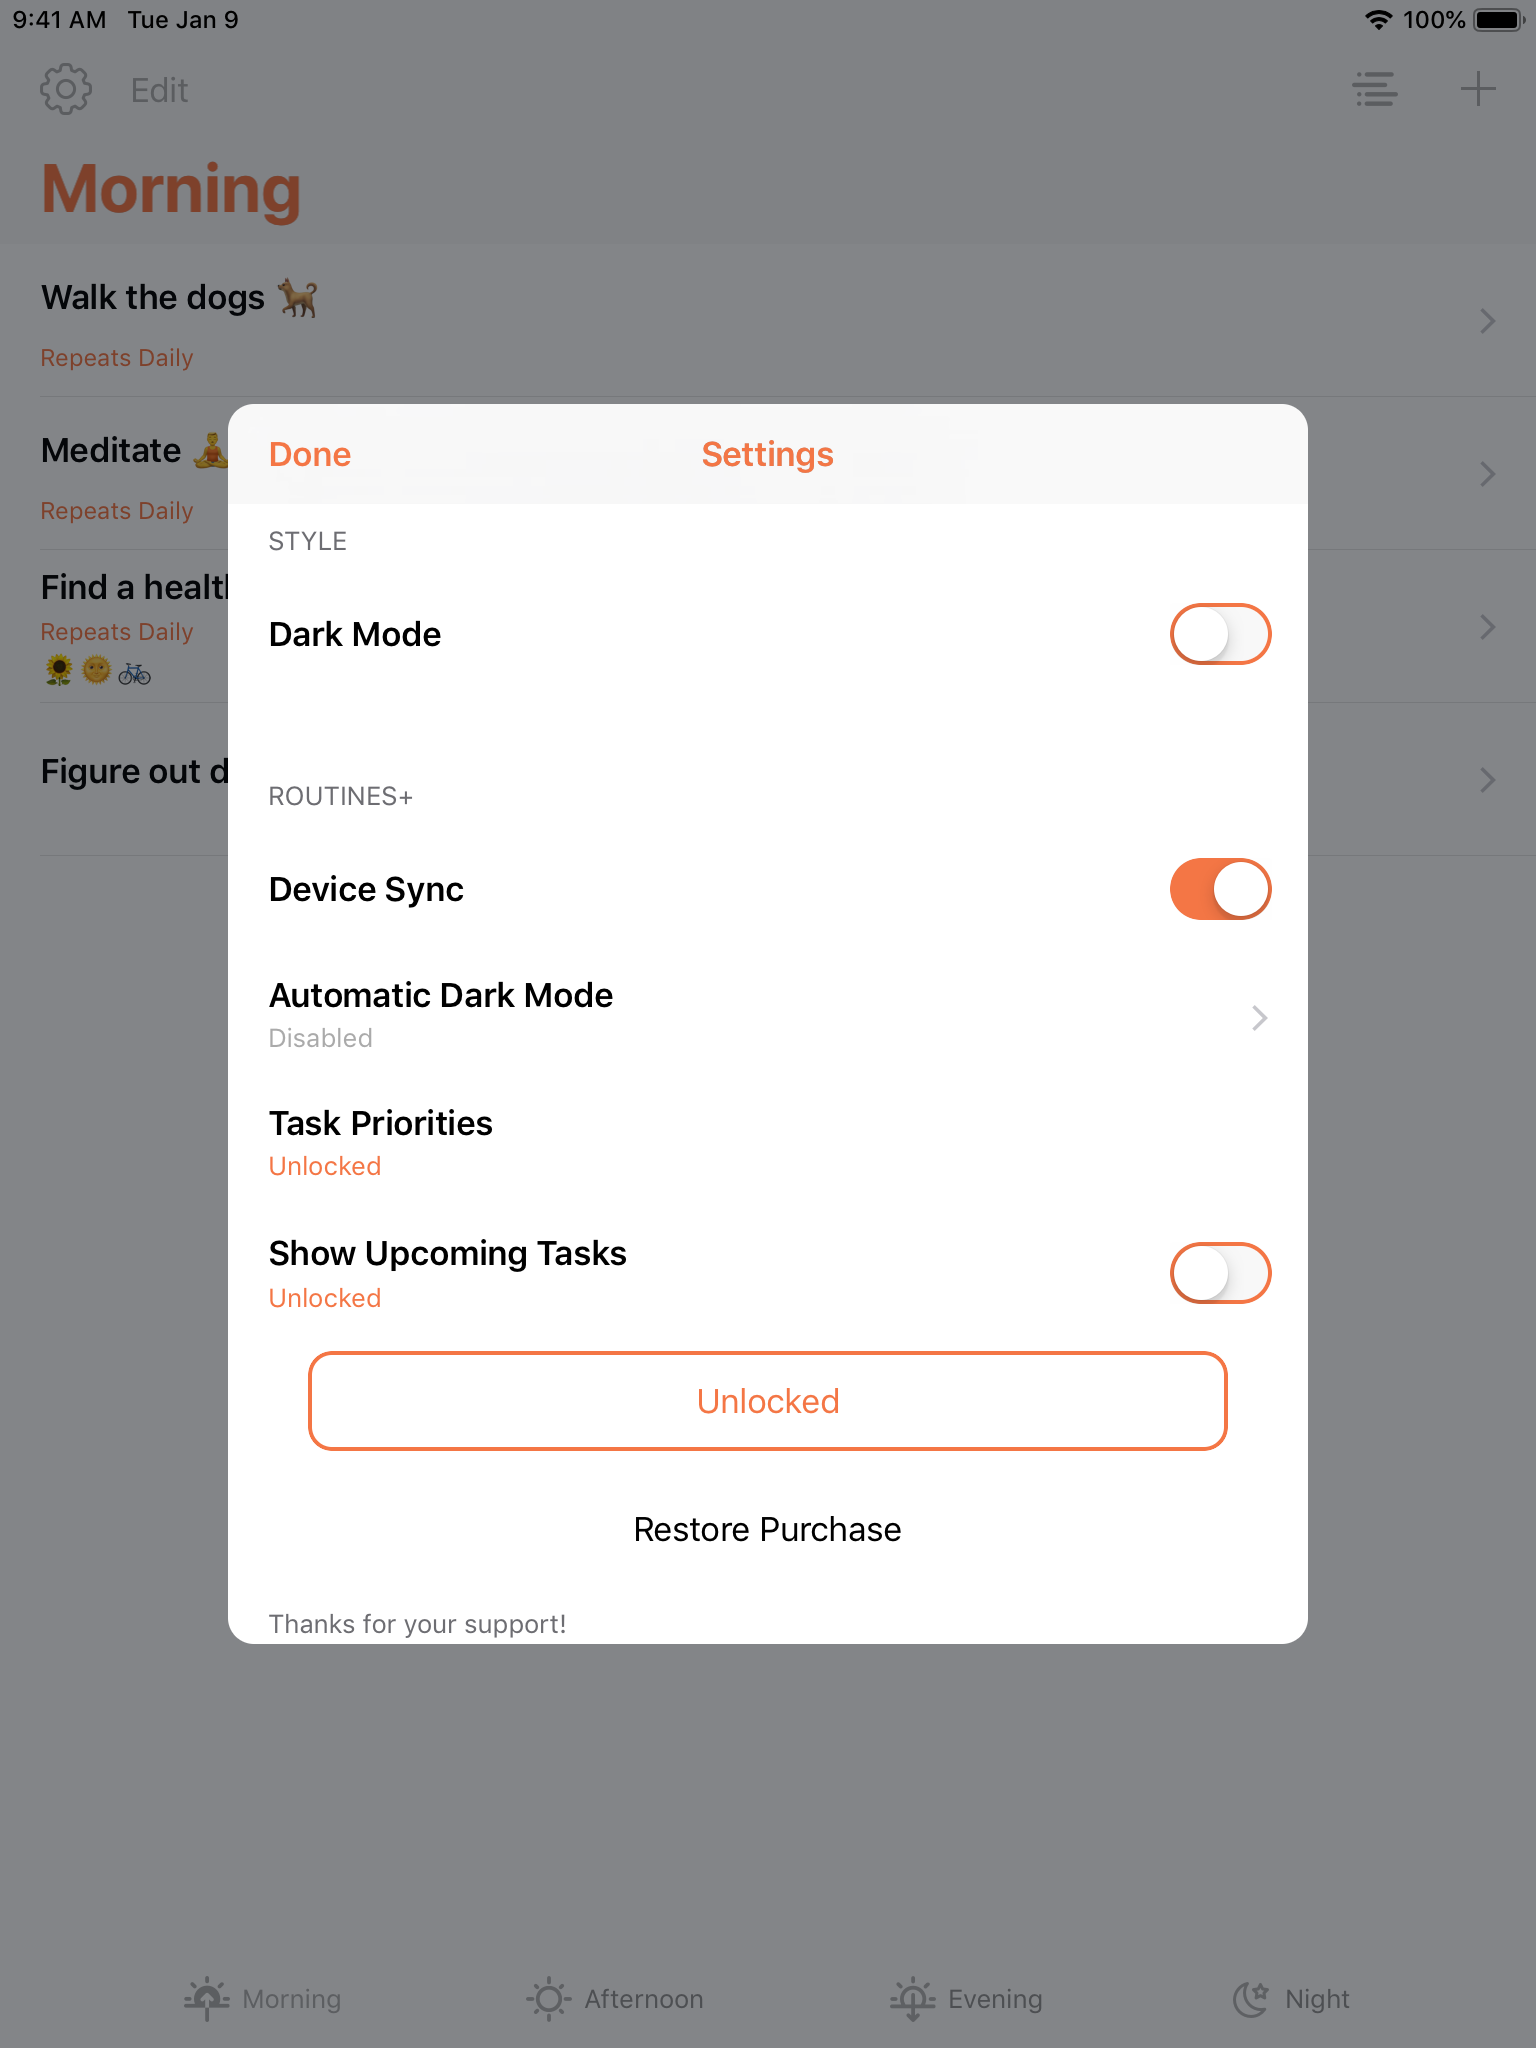 9:41 AM Tue Jan 9 100%
Edit
Morning
Walk the dogs
Repeats Daily
Meditate
Repeats Daily
Find a
Repeats Daily
Figure out
Done Settings
STYLE
Dark Mode
ROUTINES+
Device Sync
Automatic Dark Mode
Disabled
Task Priorities
Unlocked
Show Upcoming Tasks
Unlocked
Unlocked
Restore Purchase
Thanks for your support!
Morning Afternoon Evening Night